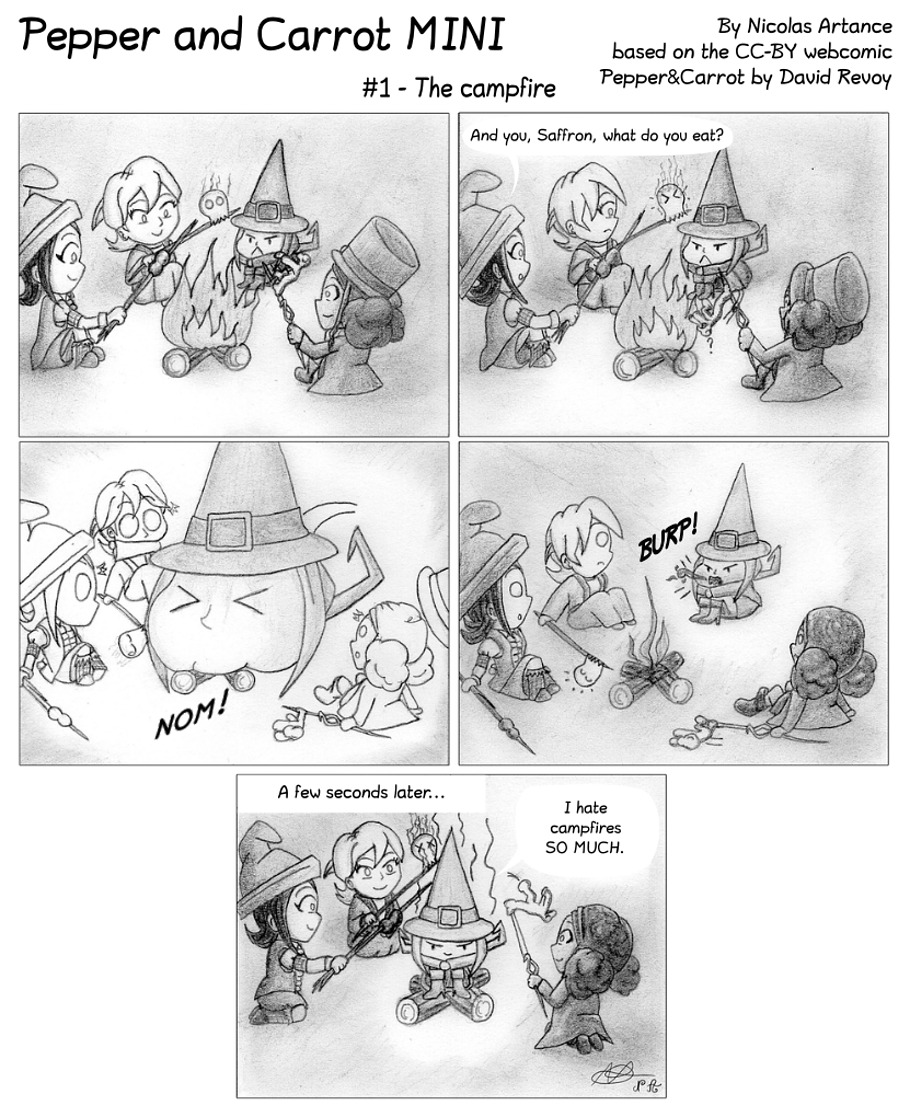 Pepper and Carrot MINI
By Nicolas Artance
based on the CC-BY webcomic
Pepper&Carrot by David Revoy
#1 - The campfire
And you, Saffron, what do you eat?
?
NOM!
BURP!
A few seconds later...
I hate
campfires
SO MUCH.